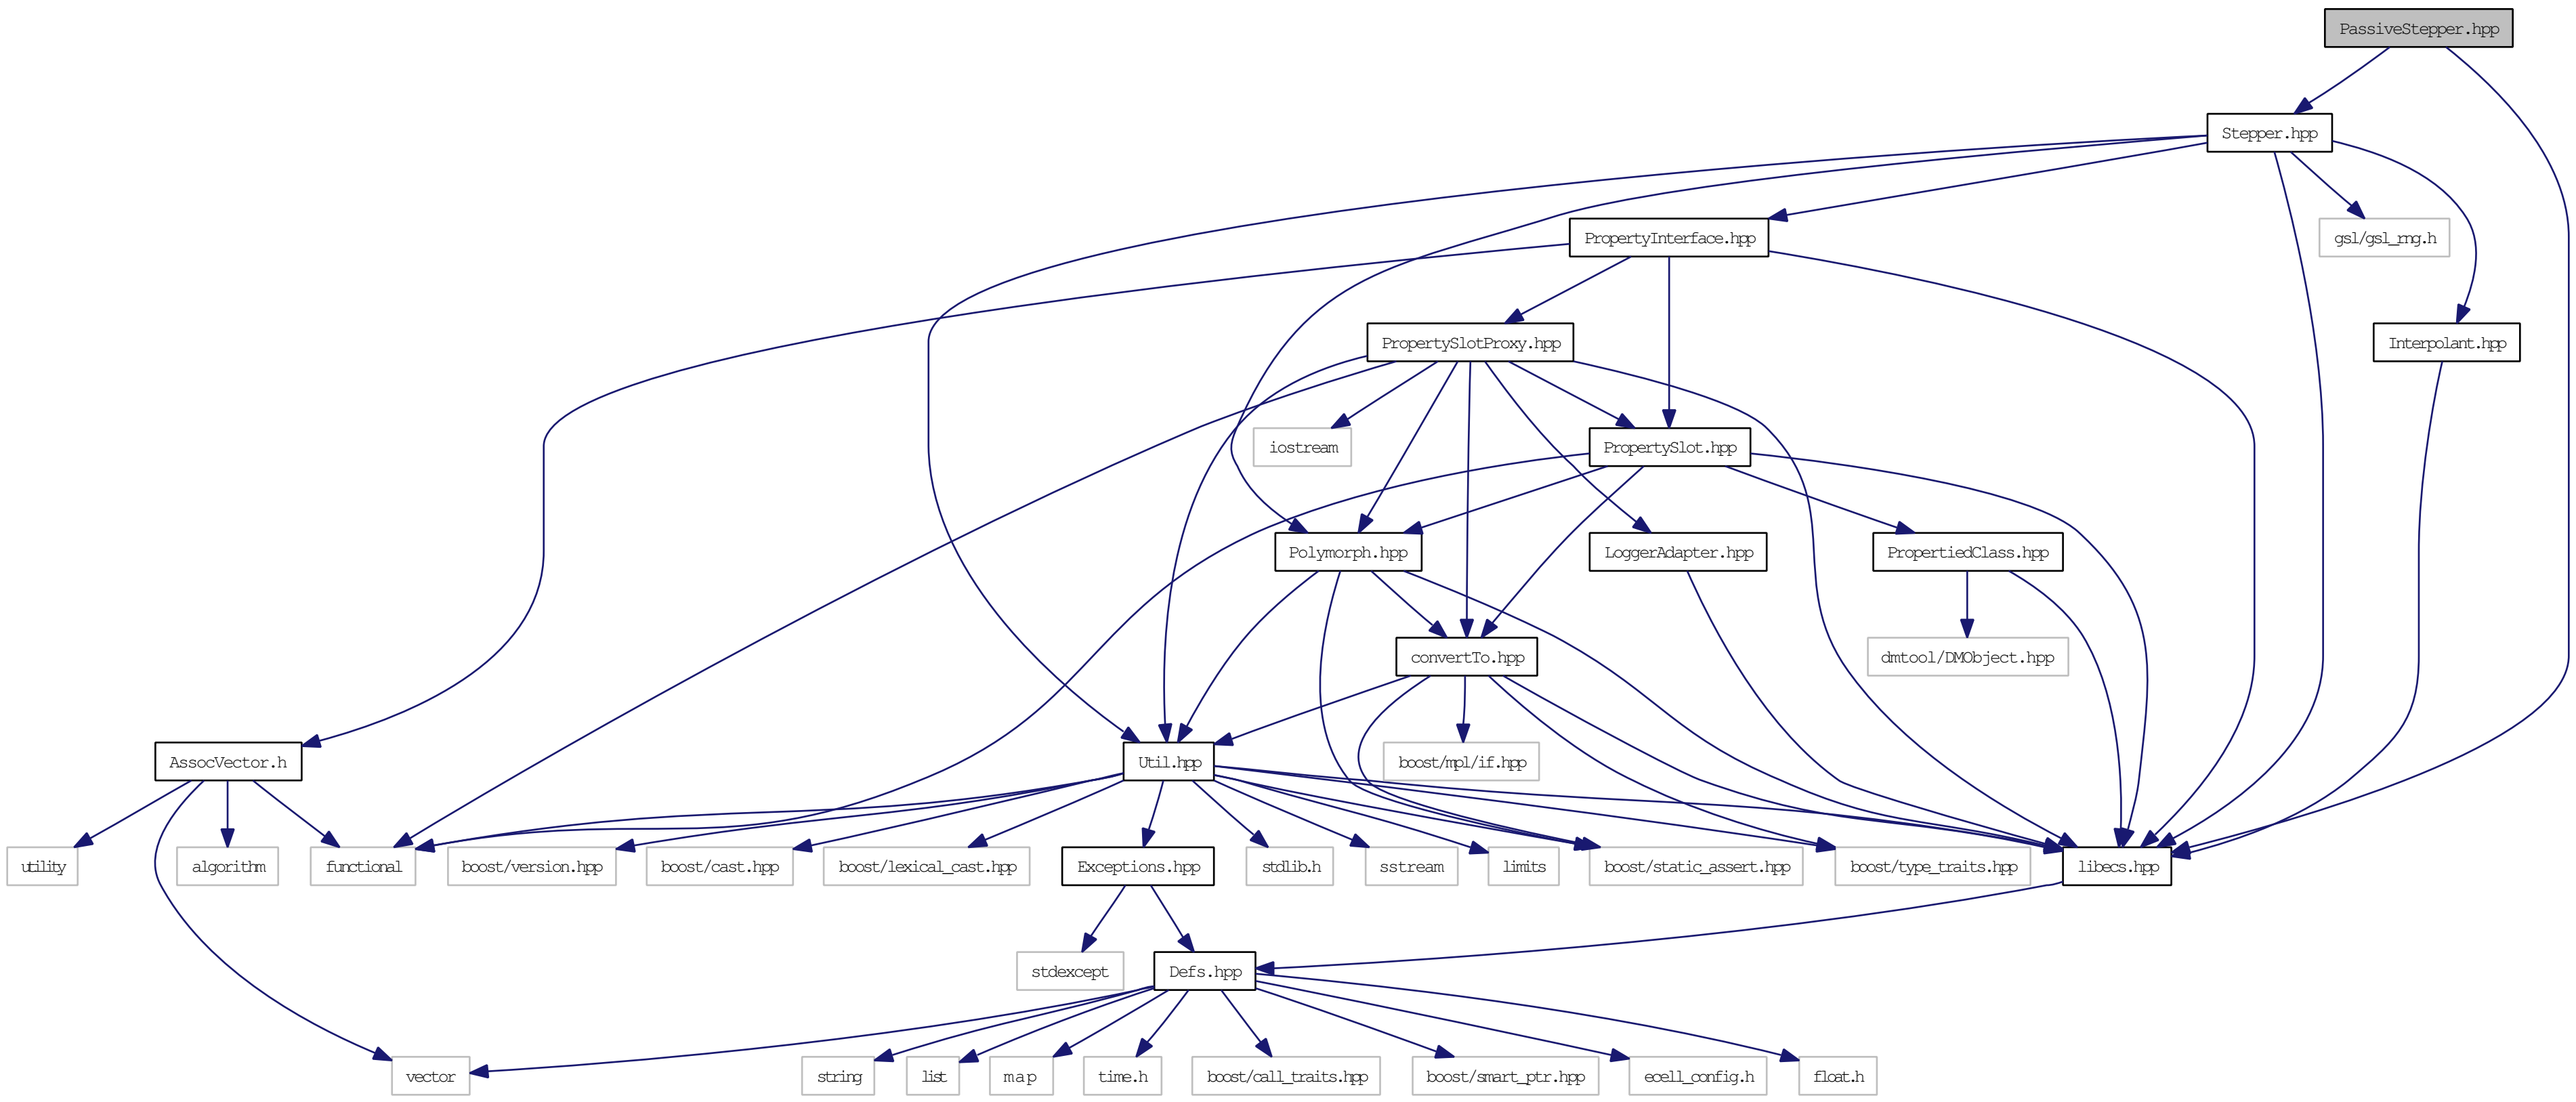 PassiveStepper.hpp
Stepper.hpp
PropertyInterface.hpp
gsl/gsl_rng.h
PropertySlotProxy.hpp
Interpolant.hpp
iostream
PropertySlot.hpp
Polymorph.hpp
LoggerAdapter.hpp
PropertiedClass.hpp
convertTo.hpp
dmtool/DMObject.hpp
AssocVector.h
Util.hpp
boost/mpl/if.hpp
utility
algorithm
functional
boost/version.hpp
boost/cast.hpp
boost/lexical_cast.hpp
Exceptions.hpp
stdlib.h
sstream
limits
boost/static_assert.hpp
boost/type_traits.hpp
libecs.hpp
stdexcept
Defs.hpp
vector
string
list
map
time.h
boost/call_traits.hpp
boost/smart_ptr.hpp
ecell_config.h
float.h